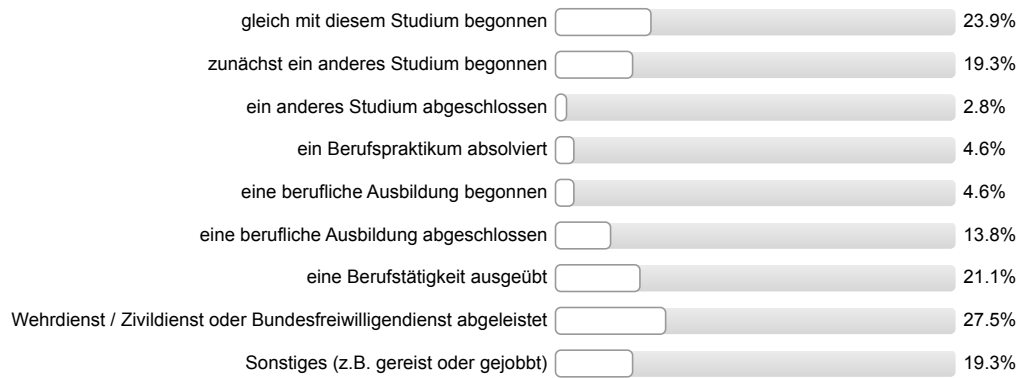 gleich mit diesem Studium begonnen 23.9%
zunächst ein anderes Studium begonnen 19.3%
ein anderes Studium abgeschlossen 2.8%
ein Berufspraktikum absolviert 4.6%
eine berufliche Ausbildung begonnen 4.6%
eine berufliche Ausbildung abgeschlossen 13.8%
eine Berufstätigkeit ausgeübt 21.1%
Wehrdienst / Zivildienst oder Bundesfreiwilligendienst abgeleistet 27.5%
Sonstiges (z.B. gereist oder gejobbt) 19.3%